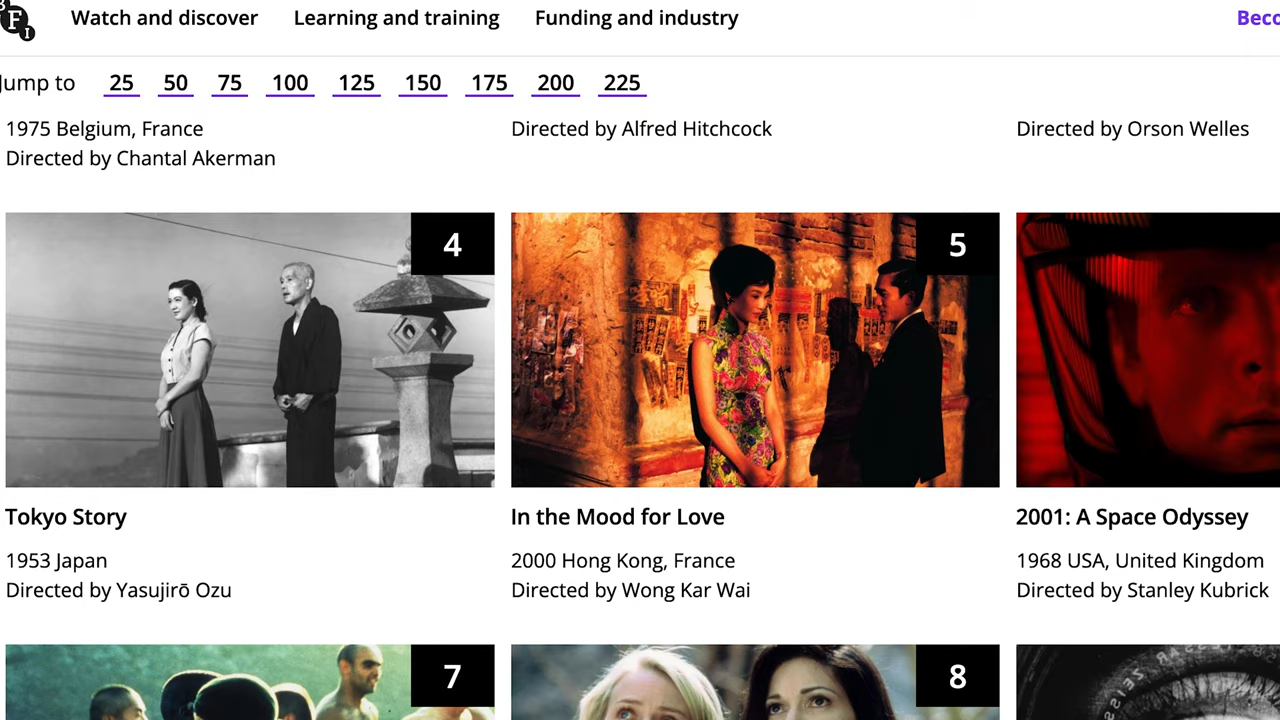 FI
Watch and discover
Learning and training
Funding and industry
Jump to
25
50
75
100
125
150
175
200
225
1975 Belgium, France
Directed by Chantal Akerman
Directed by Alfred Hitchcock
Directed by Orson Welles
4
5
Tokyo Story
1953 Japan
Directed by Yasujirō Ozu
In the Mood for Love
2000 Hong Kong, France
Directed by Wong Kar Wai
2001: A Space Odyssey
1968 USA, United Kingdom
Directed by Stanley Kubrick
7
8